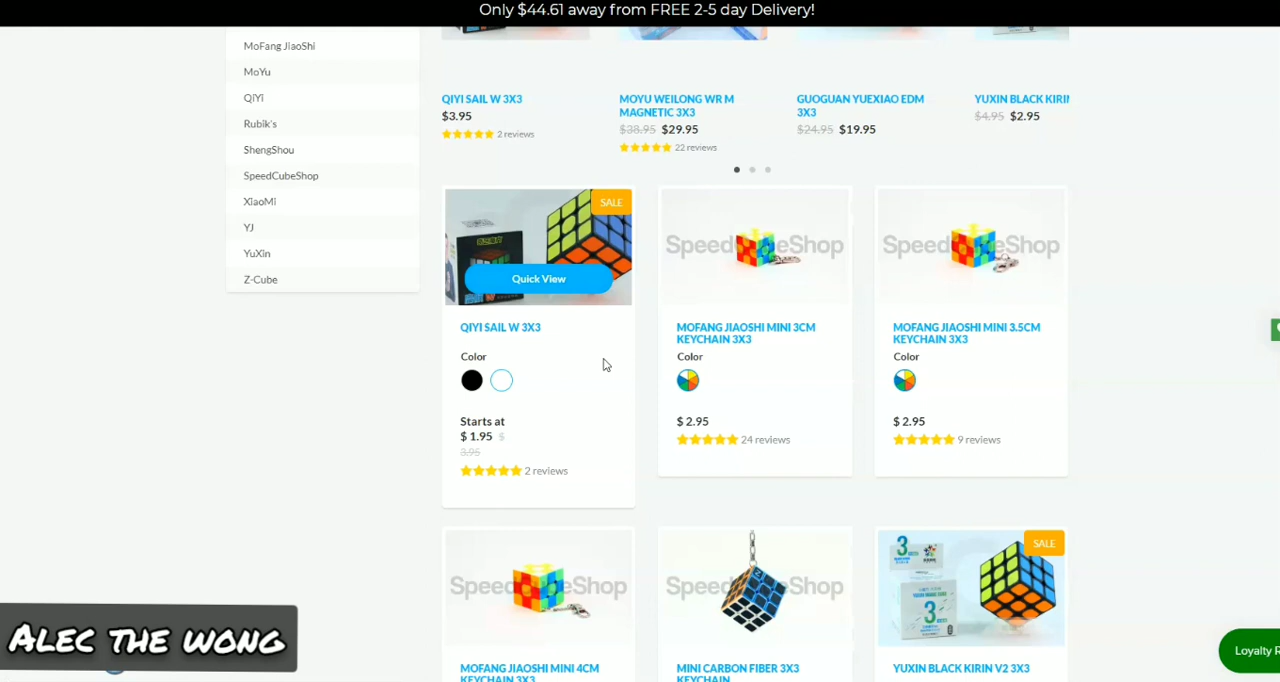 Only $44.61 away from FREE 2-5 day Delivery!
MoFang JiaoShi
MoYu
QiYi
Rubik's
ShengShou
SpeedCubeShop
XiaoMi
YJ
YuXin
Z-Cube
QIYI SAIL W 3X3
$3.95
2 reviews
MOYU WEILONG WR M
MAGNETIC 3X3
$38.95 $29.95
22 reviews
GUOGUAN YUEXIAO EDM
3X3
$24.95 $19.95
YUXIN BLACK KIRIN
$4.95 $2.95
SALE
Quick View
QIYI SAIL W 3X3
Color
Starts at
$ 1.95 $
3.95
2 reviews
SpeedCubeShop
MOFANG JIAOSHI MINI 3CM
KEYCHAIN 3X3
Color
$ 2.95
24 reviews
SpeedCubeShop
MOFANG JIAOSHI MINI 3.5CM
KEYCHAIN 3X3
Color
$ 2.95
9 reviews
SpeedCubeShop
MOFANG JIAOSHI MINI 4CM
KEYCHAIN 3X3
SpeedCubeShop
MINI CARBON FIBER 3X3
KEYCHAIN
SALE
3
3
YUXIN BLACK KIRIN V2 3X3
Loyalty R
ALEC THE WONG